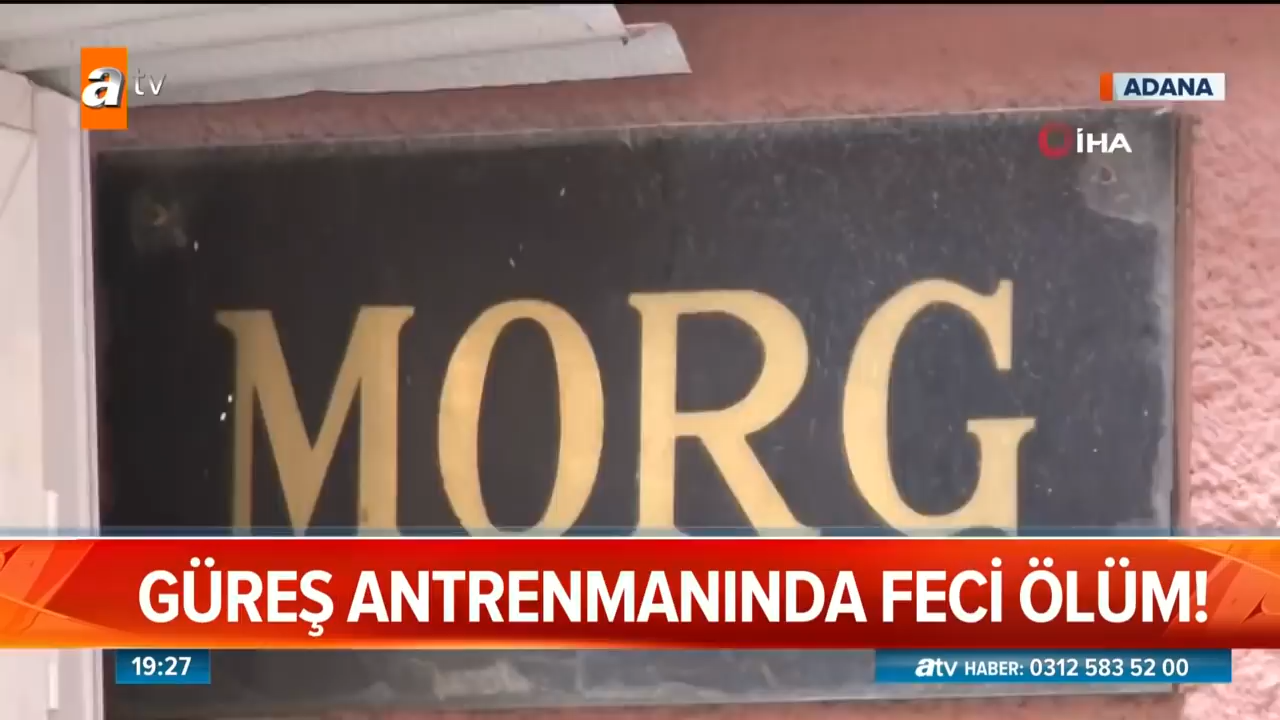 atv
ADANA
İHA
MORG
GÜREŞ ANTRENMANINDA FECİ ÖLÜM!
19:27
atv HABER: 0312 583 52 00